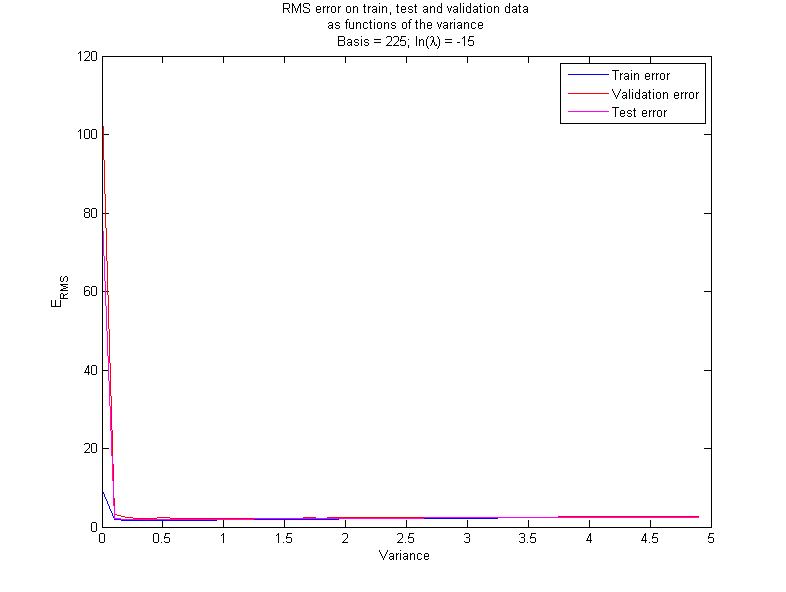 RMS error on train, test and validation data
as functions of the variance
Basis = 225; ln(λ) = -15
Train error
Validation error
Test error
120
100
80
60
40
20
0
E_RMS
0 0.5 1 1.5 2 2.5 3 3.5 4 4.5 5
Variance